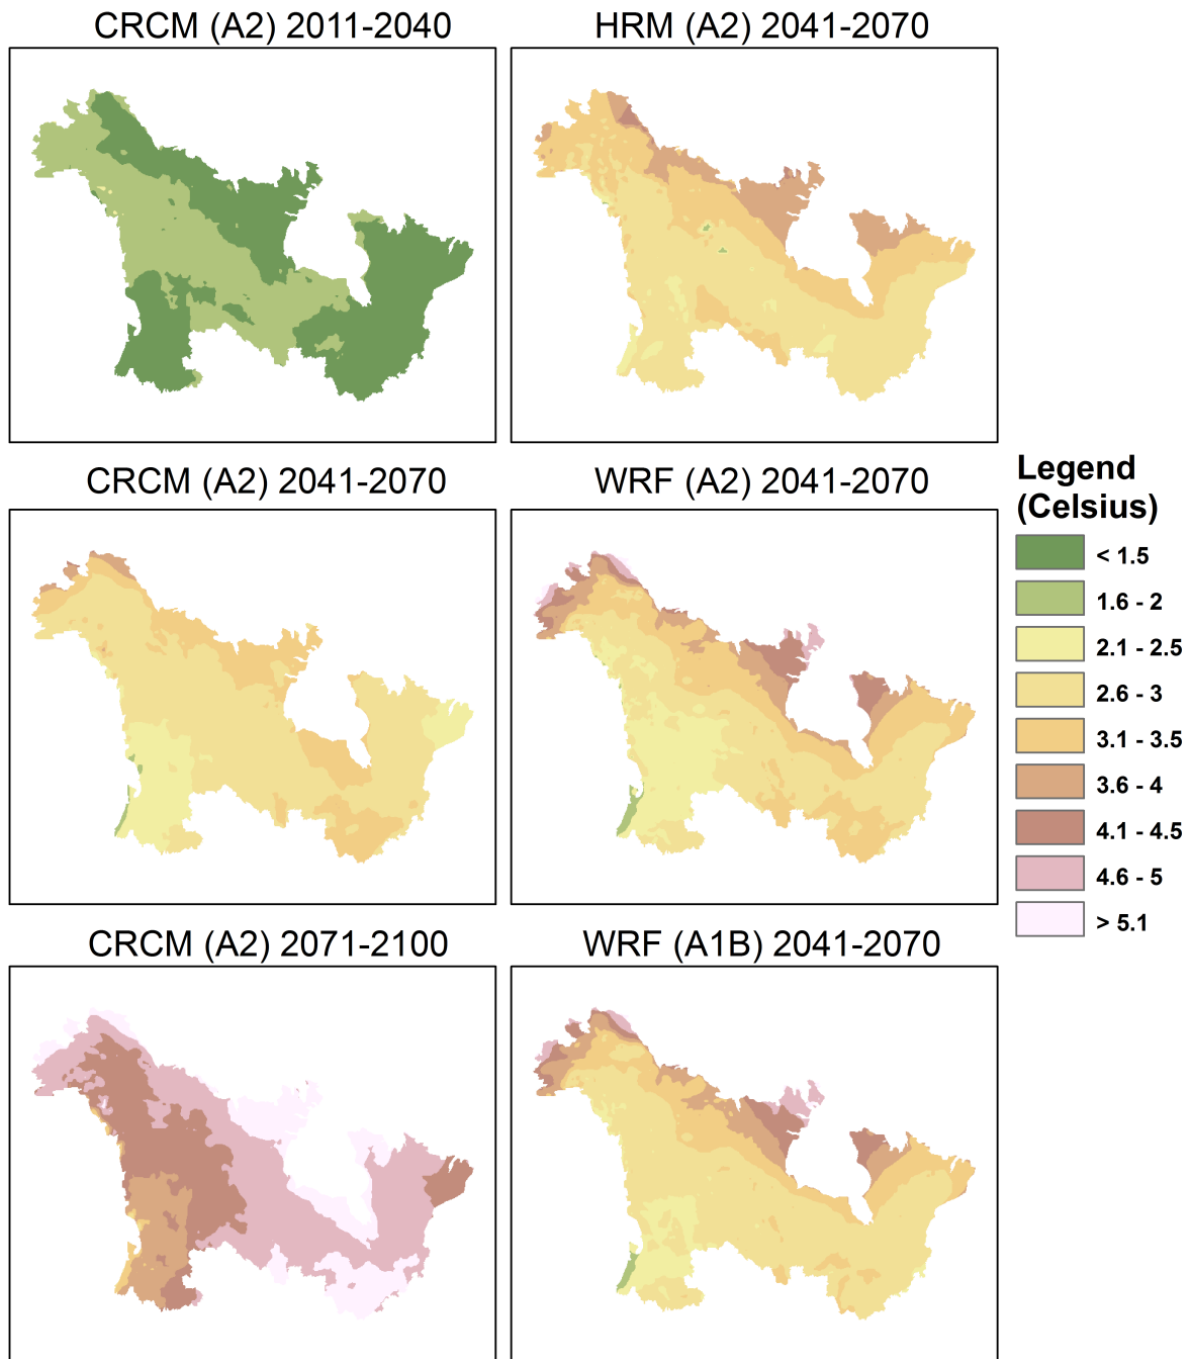 CRCM (A2) 2011-2040
HRM (A2) 2041-2070
CRCM (A2) 2041-2070
WRF (A2) 2041-2070
CRCM (A2) 2071-2100
WRF (A1B) 2041-2070
Legend
(Celsius)
< 1.5
1.6 - 2
2.1 - 2.5
2.6 - 3
3.1 - 3.5
3.6 - 4
4.1 - 4.5
4.6 - 5
> 5.1